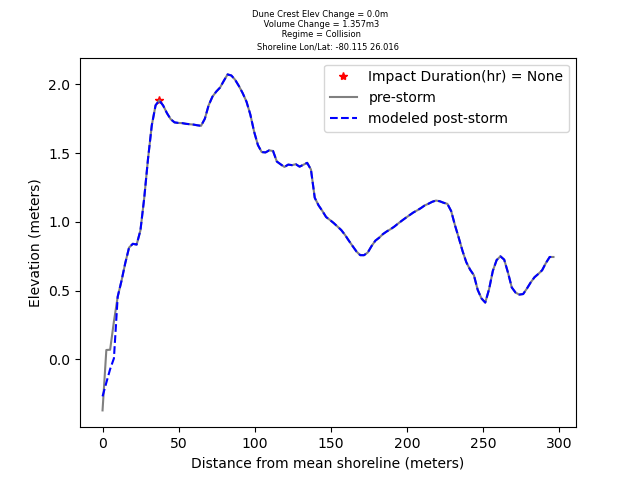 Dune Crest Elev Change = 0.0m
Volume Change = 1.357m3
Regime = Collision
Shoreline Lon/Lat: -80.115 26.016
Impact Duration(hr) = None
pre-storm
modeled post-storm
Elevation (meters)
2.0
1.5
1.0
0.5
0.0
0 50 100 150 200 250 300
Distance from mean shoreline (meters)